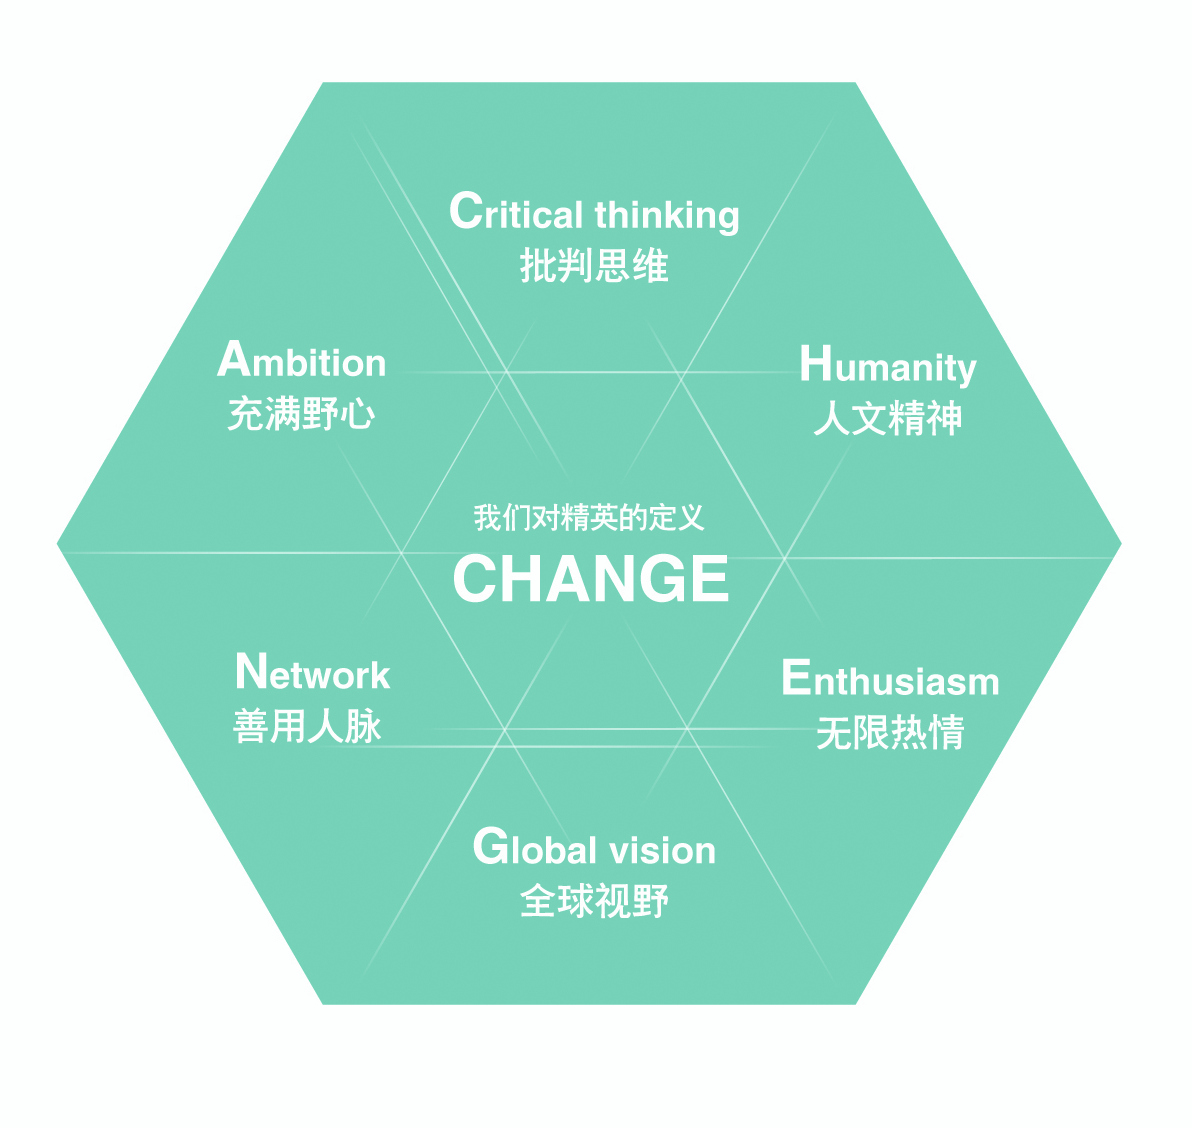 Critical thinking
批判思维
Ambition
充满野心
Humanity
人文精神
我们对精英的定义
CHANGE
Network
善用人脉
Enthusiasm
无限热情
Global vision
全球视野